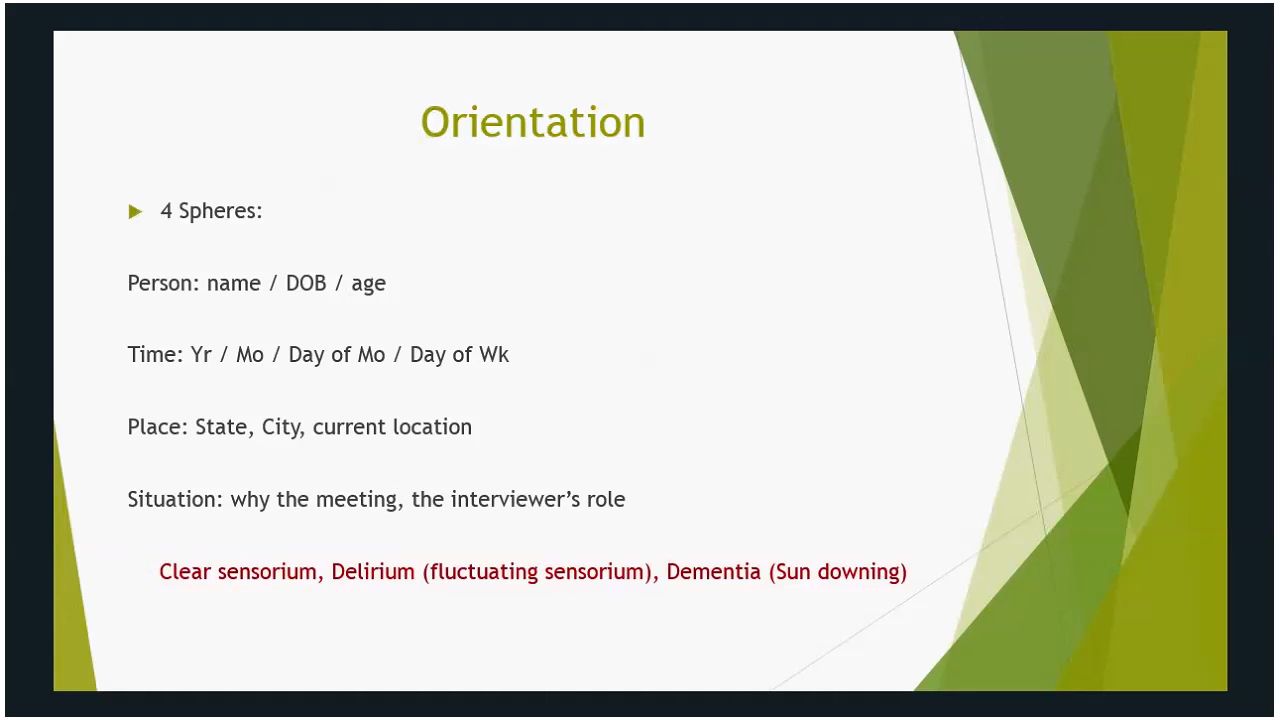 Orientation
4 Spheres:
Person: name / DOB / age
Time: Yr / Mo / Day of Mo / Day of Wk
Place: State, City, current location
Situation: why the meeting, the interviewer’s role
Clear sensorium, Delirium (fluctuating sensorium), Dementia (Sun downing)